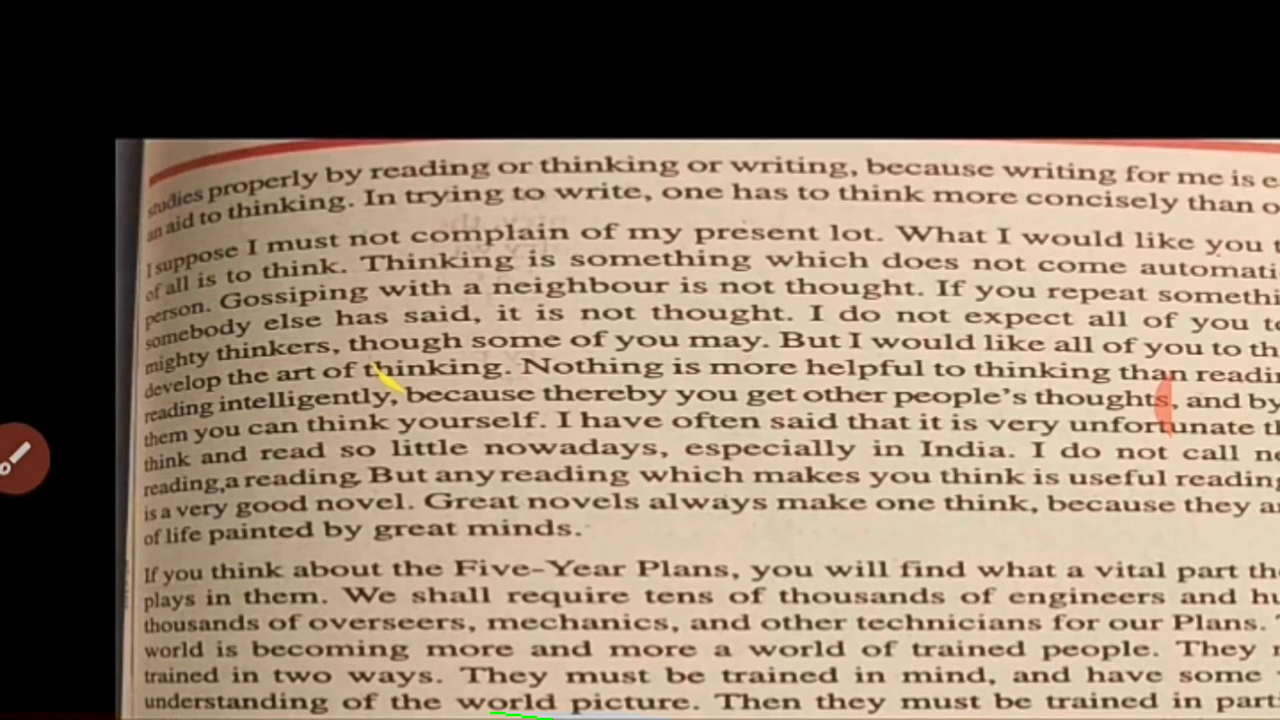 studies properly by reading or thinking or writing, because writing for me is e
an aid to thinking. In trying to write, one has to think more concisely than o
I suppose I must not complain of my present lot. What I would like you t
of all is to think. Thinking is something which does not come automati
person. Gossiping with a neighbour is not thought. If you repeat somethi
somebody else has said, it is not thought. I do not expect all of you to
mighty thinkers, though some of you may. But I would like all of you to th
develop the art of thinking. Nothing is more helpful to thinking than readi
reading intelligently, because thereby you get other people's thoughts, and by
them you can think yourself. I have often said that it is very unfortunate th
think and read so little nowadays, especially in India. I do not call ne
reading, a reading. But any reading which makes you think is useful reading
is a very good novel. Great novels always make one think, because they a
of life painted by great minds.
If you think about the Five-Year Plans, you will find what a vital part th
plays in them. We shall require tens of thousands of engineers and hu
thousands of overseers, mechanics, and other technicians for our Plans.
world is becoming more and more a world of trained people. They
trained in two ways. They must be trained in mind, and have some
understanding of the world picture. Then they must be trained in part